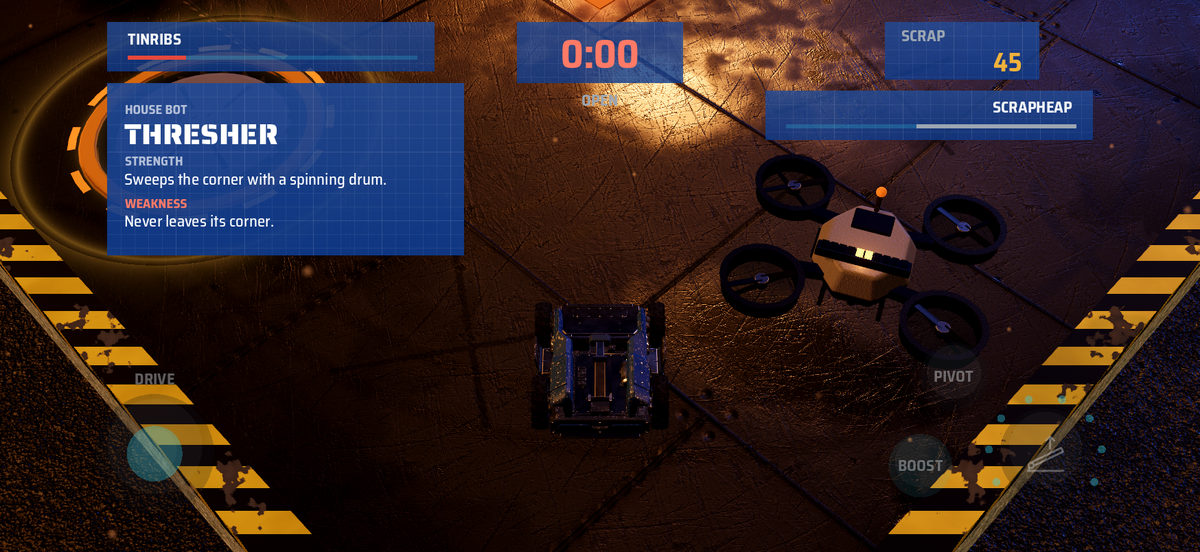 TINRIBS
0:00
SCRAP
45
OPEN
SCRAPHEAP
HOUSE BOT
THRESHER
STRENGTH
Sweeps the corner with a spinning drum.
WEAKNESS
Never leaves its corner.
DRIVE
PIVOT
BOOST